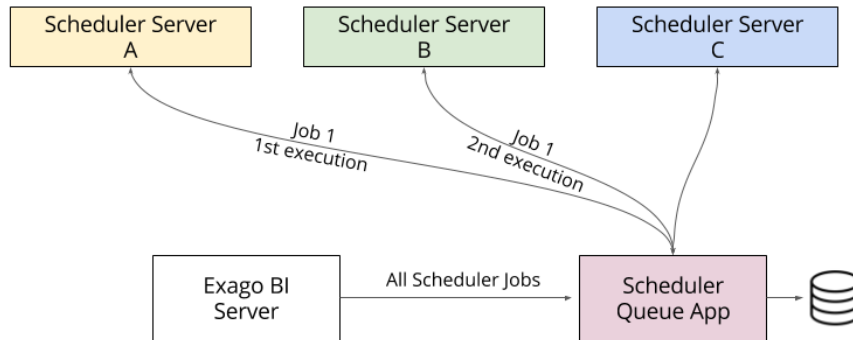 Scheduler Server
A
Scheduler Server
B
Scheduler Server
C
Job 1
1st execution
Job 1
2nd execution
Exago BI
Server
All Scheduler Jobs
Scheduler
Queue App